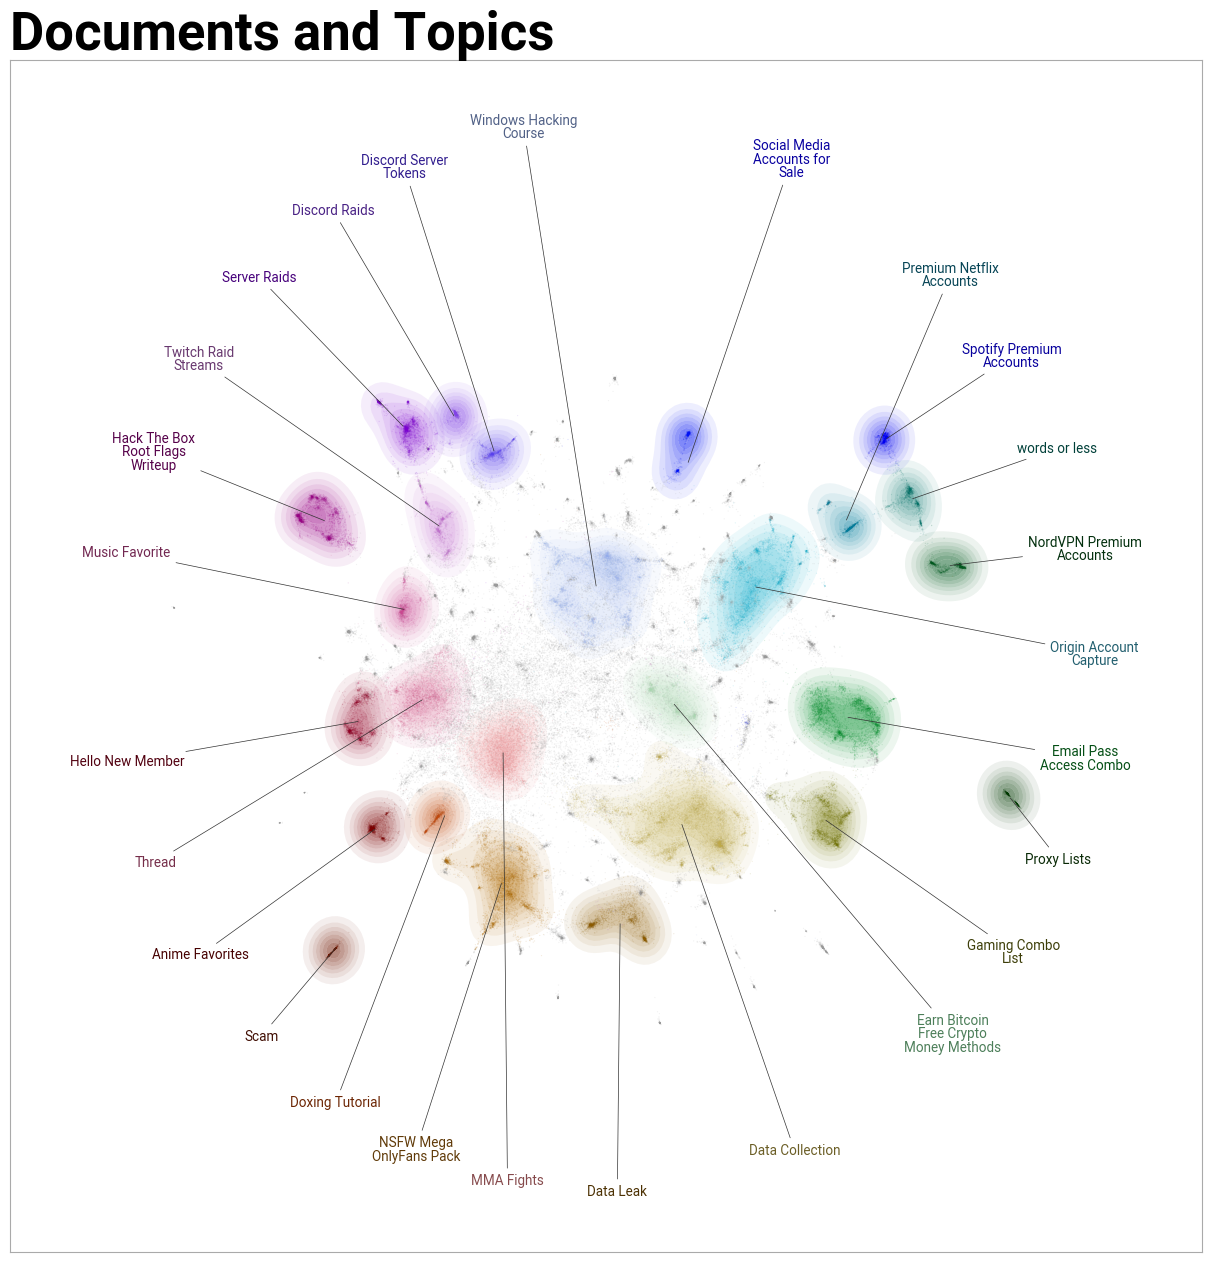 Documents and Topics
Windows Hacking
Course
Social Media
Accounts for
Sale
Discord Server
Tokens
Discord Raids
Premium Netflix
Accounts
Server Raids
Spotify Premium
Accounts
Twitch Raid
Streams
Hack The Box
Root Flags
Writeup
words or less
NordVPN Premium
Accounts
Music Favorite
Origin Account
Capture
Hello New Member
Email Pass
Access Combo
Thread
Proxy Lists
Anime Favorites
Gaming Combo
List
Scam
Earn Bitcoin
Free Crypto
Money Methods
Doxing Tutorial
NSFW Mega
OnlyFans Pack
Data Collection
MMA Fights
Data Leak